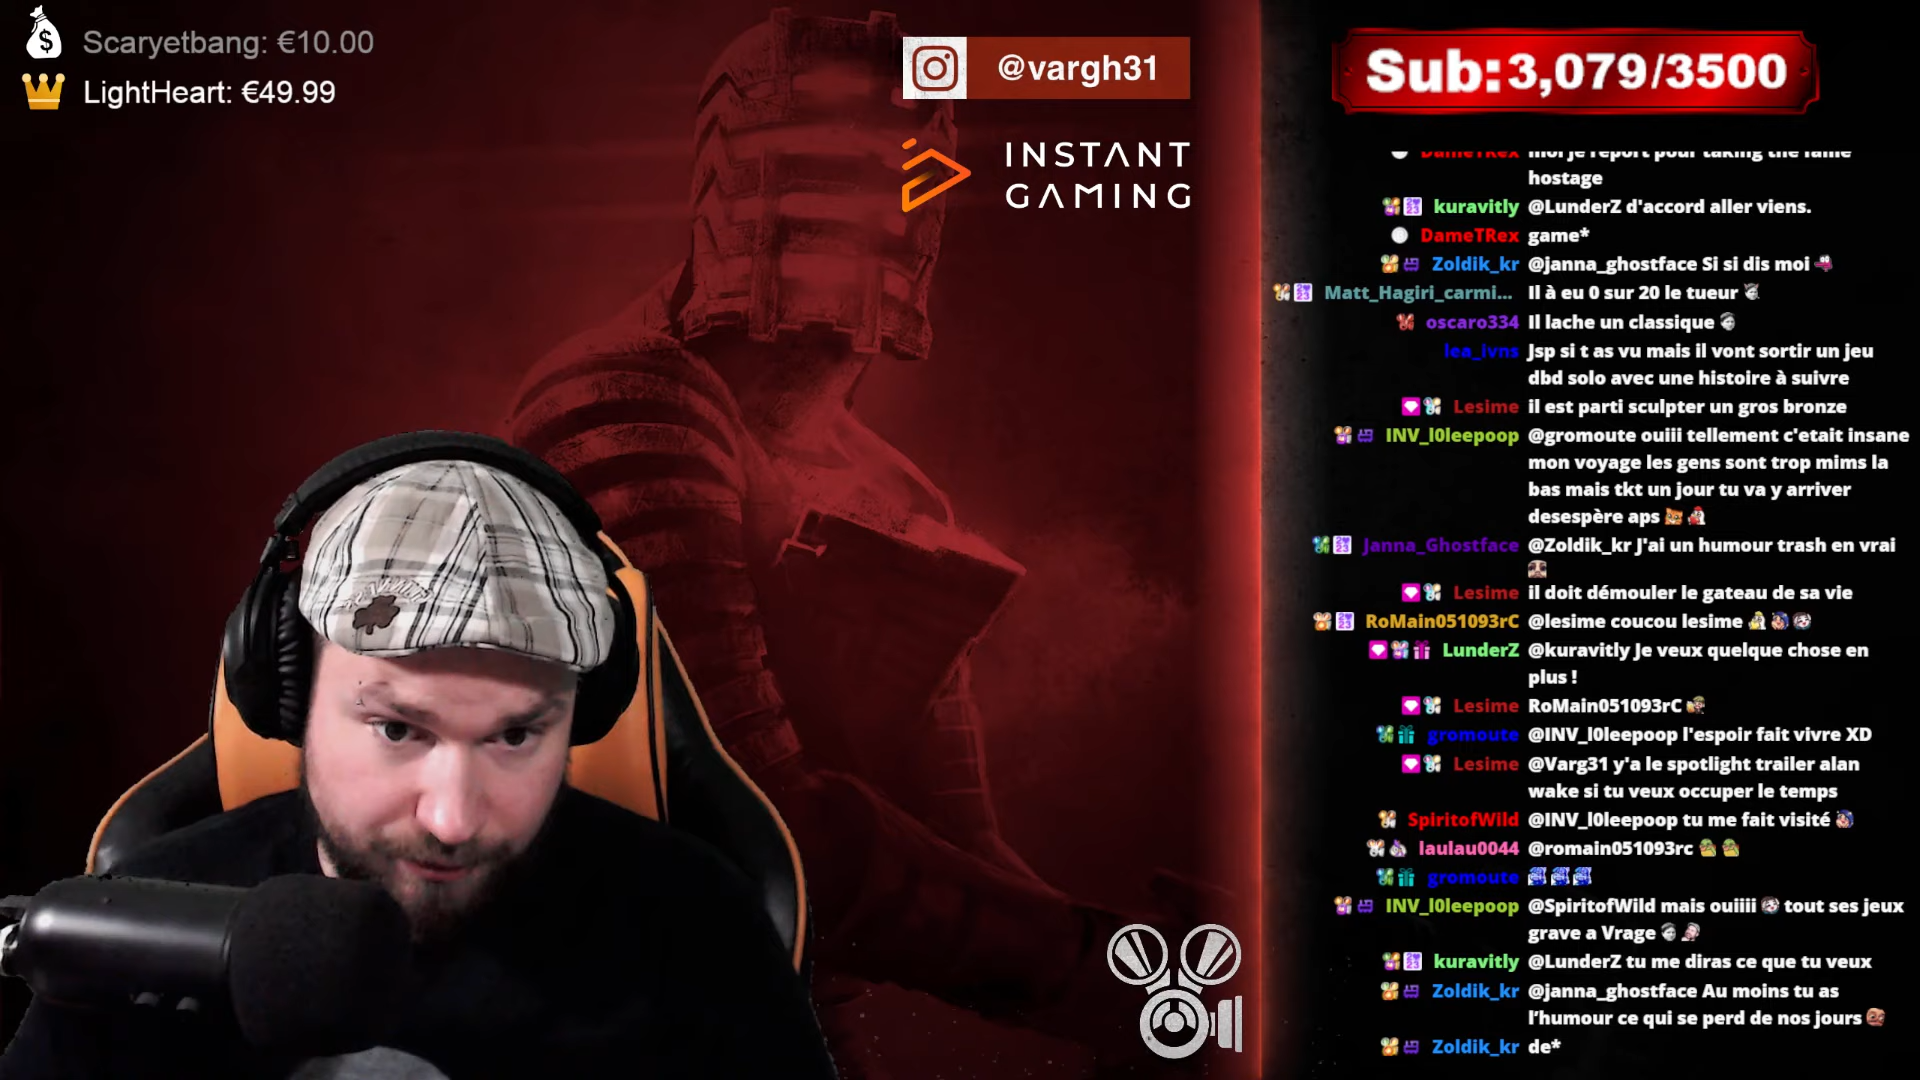 Scaryetbang: €10.00
LightHeart: €49.99
@vargh31
INSTANT
GAMING
Sub:3,079/3500
DameTRex moi je report pour taking the fame
hostage
kuravitly @LunderZ d'accord aller viens.
DameTRex game*
Zoldik_kr @janna_ghostface Si si dis moi
Matt_Hagiri_carmi... Il à eu 0 sur 20 le tueur
oscaro334 Il lache un classique
lea_lvns Jsp si t as vu mais il vont sortir un jeu
dbd solo avec une histoire à suivre
Lesime il est parti sculpter un gros bronze
INV_l0leepoop @gromoute ouiii tellement c'etait insane
mon voyage les gens sont trop mims la
bas mais tkt un jour tu va y arriver
desespère aps
Janna_Ghostface @Zoldik_kr J'ai un humour trash en vrai
Lesime il doit démouler le gateau de sa vie
RoMain051093rC @lesime coucou lesime
LunderZ @kuravitly Je veux quelque chose en
plus !
Lesime RoMain051093rC
gromoute @INV_l0leepoop l'espoir fait vivre XD
Lesime @Varg31 y'a le spotlight trailer alan
wake si tu veux occuper le temps
SpiritofWild @INV_l0leepoop tu me fait visité
laulau0044 @romain051093rc
gromoute
INV_l0leepoop @SpiritofWild mais ouiiii tout ses jeux
grave a Vrage
kuravitly @LunderZ tu me diras ce que tu veux
Zoldik_kr @janna_ghostface Au moins tu as
l'humour ce qui se perd de nos jours
Zoldik_kr de*